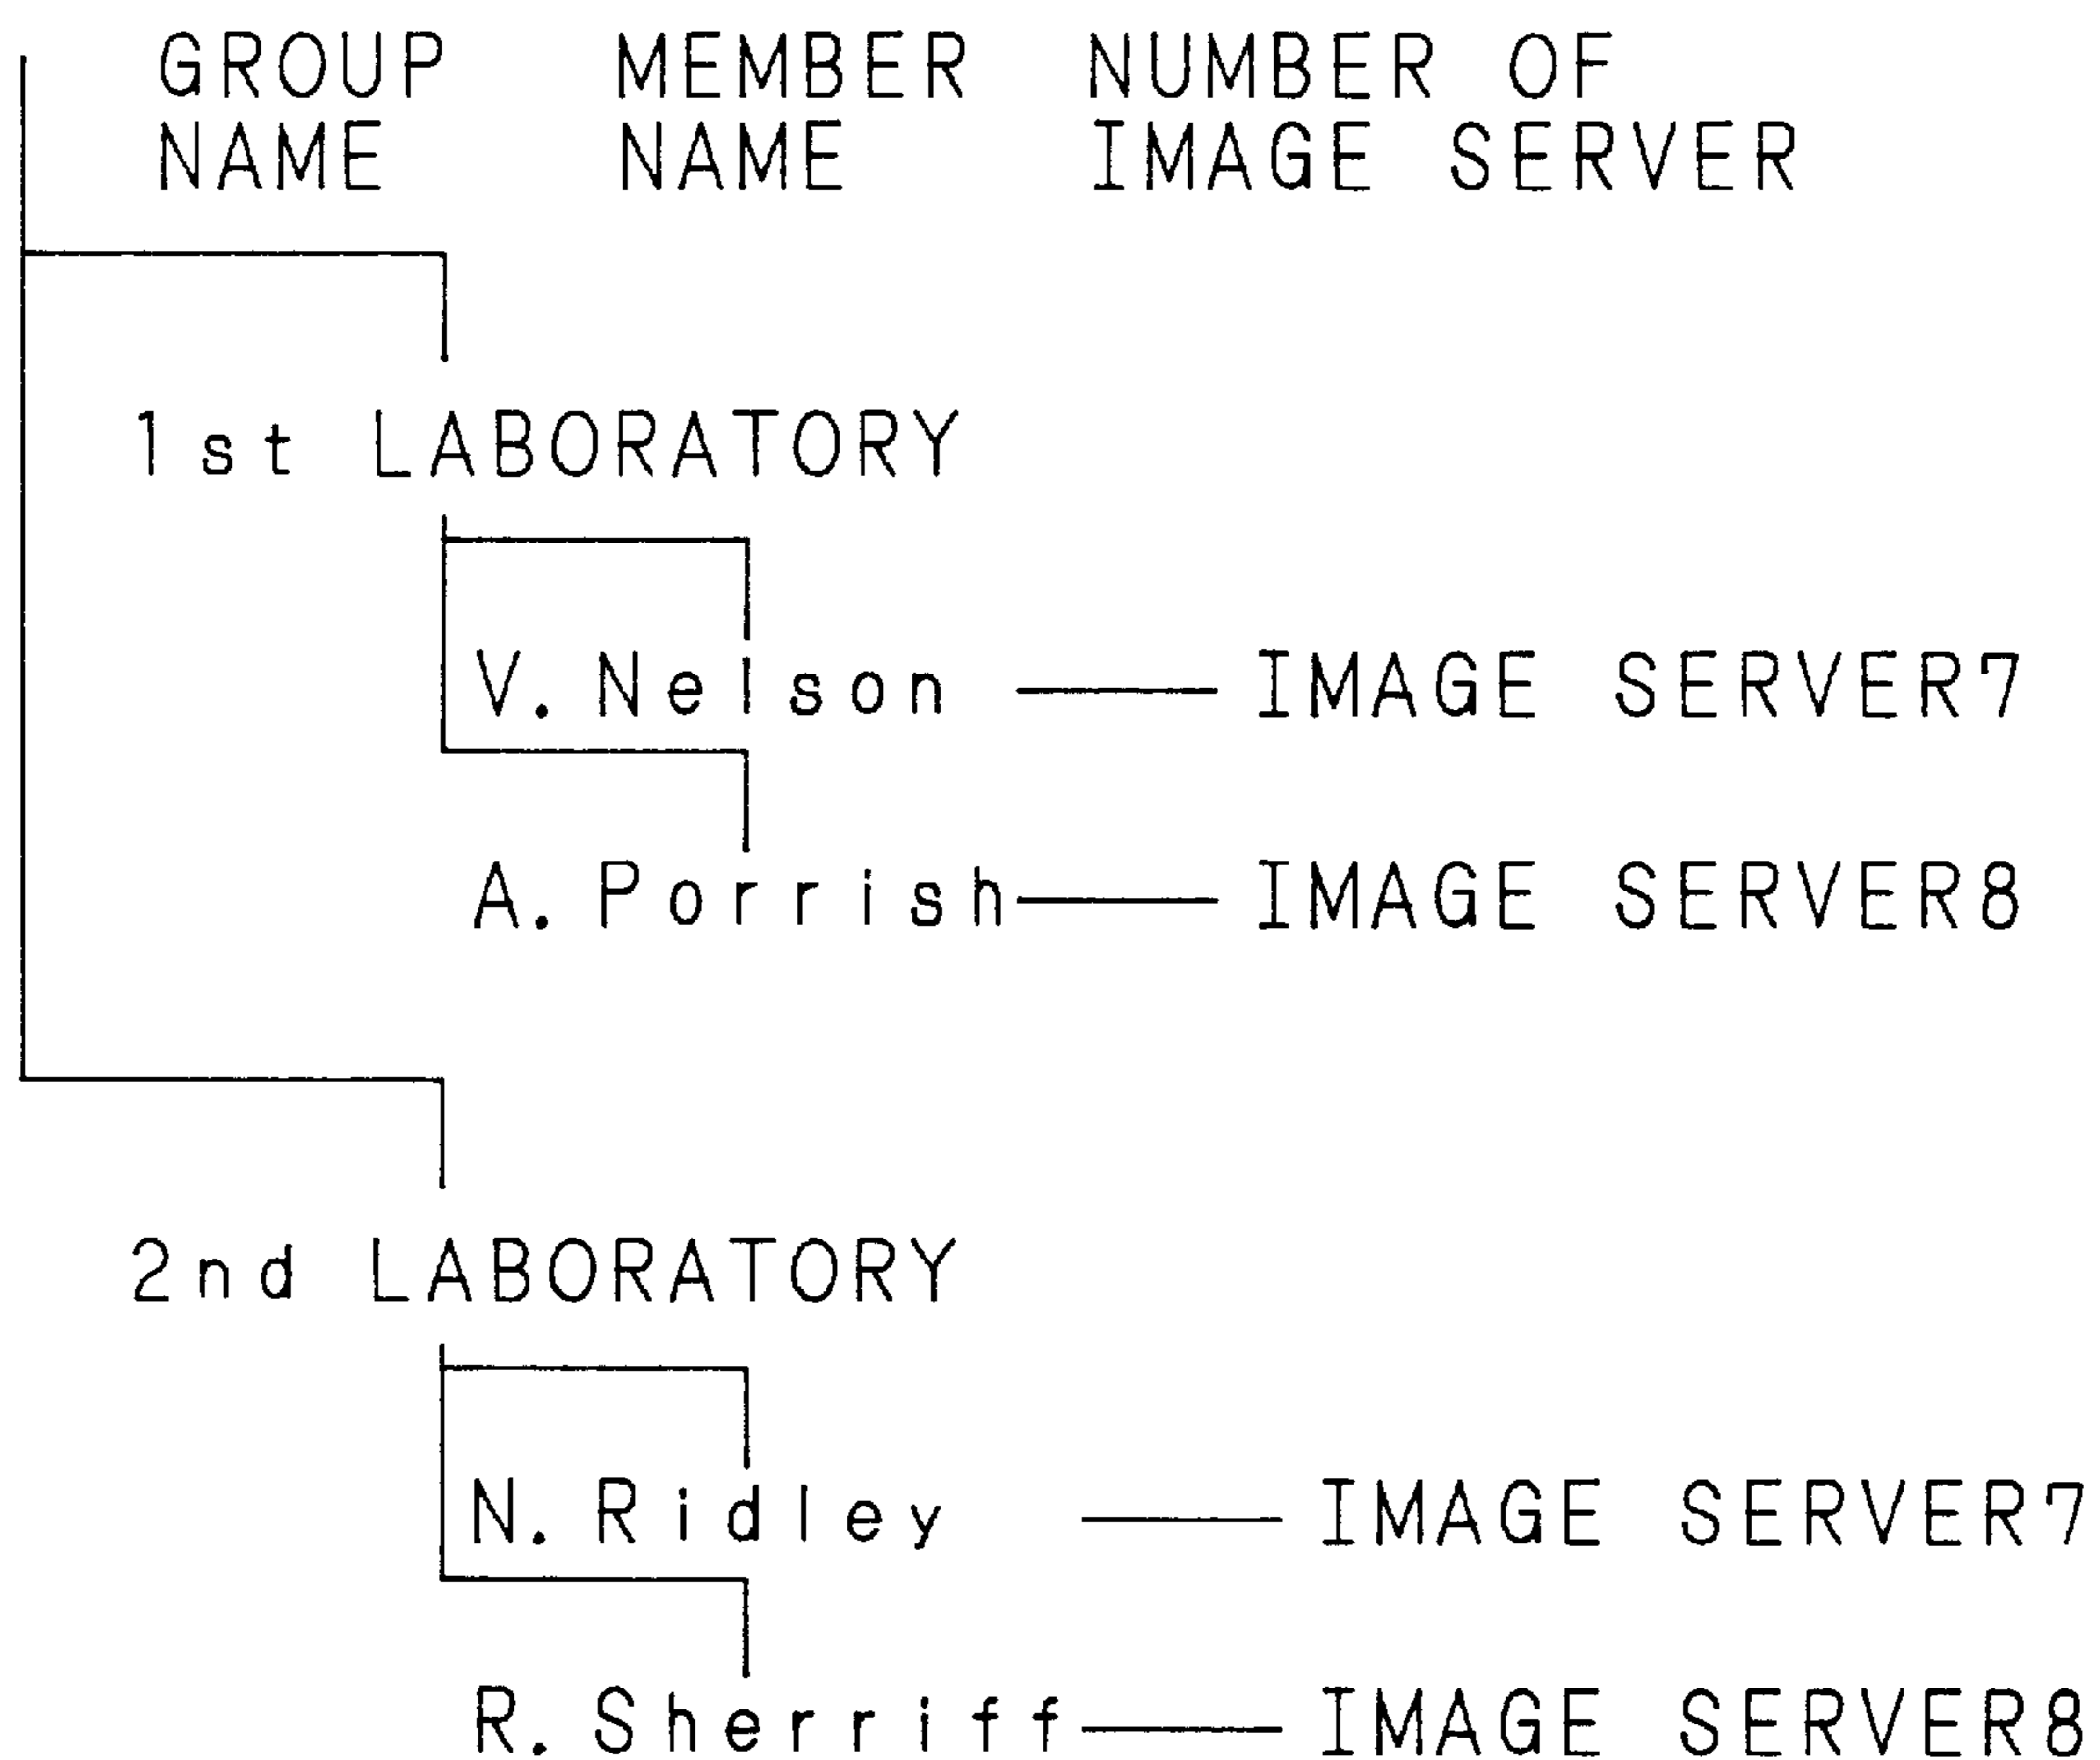 GROUP MEMBER NUMBER OF
NAME NAME IMAGE SERVER
1st LABORATORY
V. Nelson IMAGE SERVER7
A. Porrish IMAGE SERVER8
2nd LABORATORY
N. Ridley IMAGE SERVER7
R. Sherriff IMAGE SERVER8